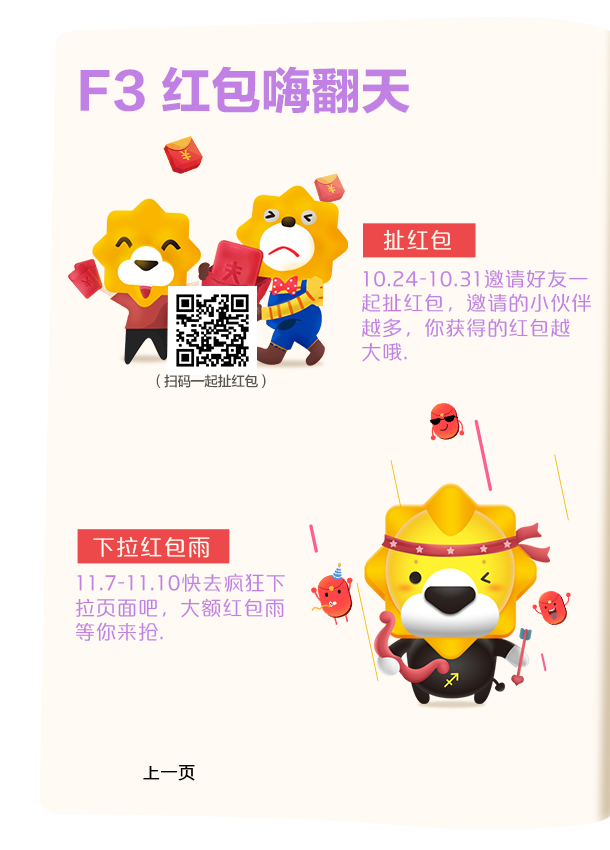 F3 红包嗨翻天
扯红包
10.24-10.31邀请好友一
起扯红包，邀请的小伙伴
越多，你获得的红包越
大哦.
夫
（扫码一起扯红包）
下拉红包雨
11.7-11.10快去疯狂下
拉页面吧，大额红包雨
等你来抢.
上一页